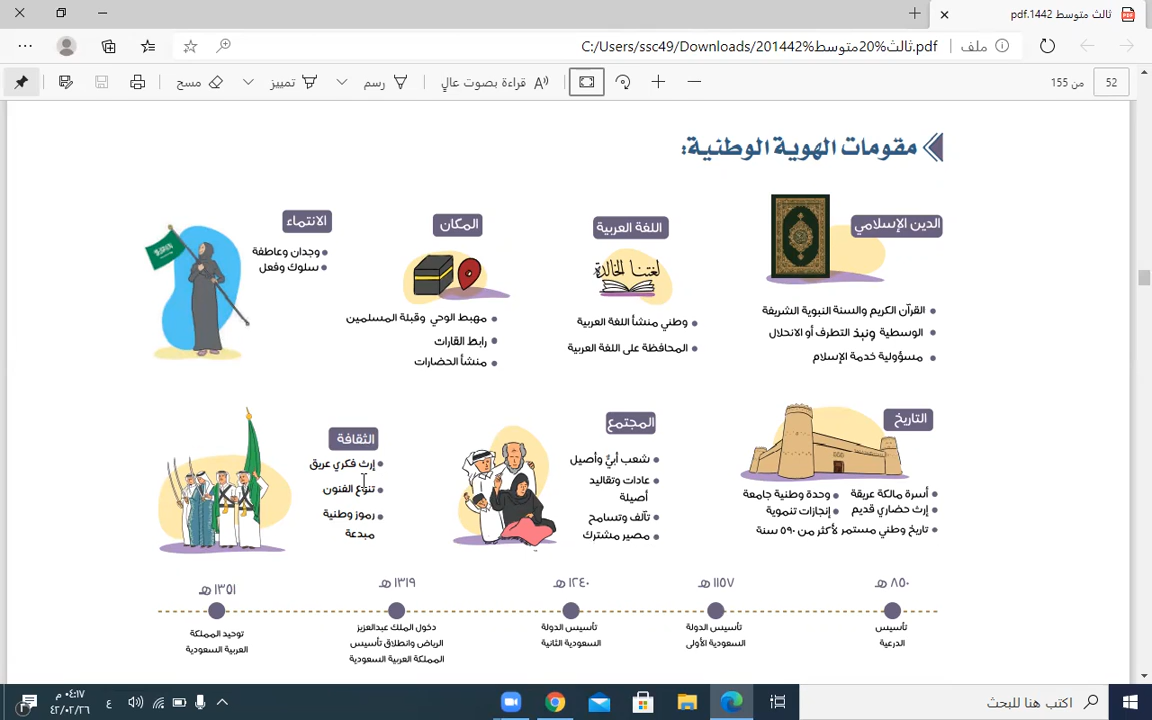 ثالث متوسط 1442.pdf
ملف C:/Users/ssc49/Downloads/201442%ثالث%20متوسط.pdf
52 من 155
قراءة بصوت عالٍ
رسم
تمييز
مسح
مقومات الهوية الوطنية:
الدين الإسلامي
القرآن الكريم والسنة النبوية الشريفة
الوسطية ونبذ التطرف أو الانحلال
مسؤولية خدمة الإسلام
اللغة العربية
لغتنا الخالدة
وطني منشأ اللغة العربية
المحافظة على اللغة العربية
المكان
مهبط الوحي وقبلة المسلمين
رابط القارات
منشأ الحضارات
الانتماء
وجدان وعاطفة
سلوك وفعل
التاريخ
أسرة مالكة عريقة
وحدة وطنية جامعة
إرث حضاري قديم
إنجازات تنموية
تاريخ وطني مستمر لأكثر من ٥٩٠ سنة
المجتمع
شعب أبيٌّ وأصيل
عادات وتقاليد
أصيلة
تآلف وتسامح
مصير مشترك
الثقافة
إرث فكري عريق
تنوّع الفنون
رموز وطنية
مبدعة
٨٥٠ هـ
تأسيس
الدرعية
١١٥٧ هـ
تأسيس الدولة
السعودية الأولى
١٢٤٠ هـ
تأسيس الدولة
السعودية الثانية
١٣١٩ هـ
دخول الملك عبدالعزيز
الرياض وانطلاق تأسيس
المملكة العربية السعودية
١٣٥١ هـ
توحيد المملكة
العربية السعودية
اكتب هنا للبحث
ع
٠٤:١٧ م
٤٢/٠٢/٢٦